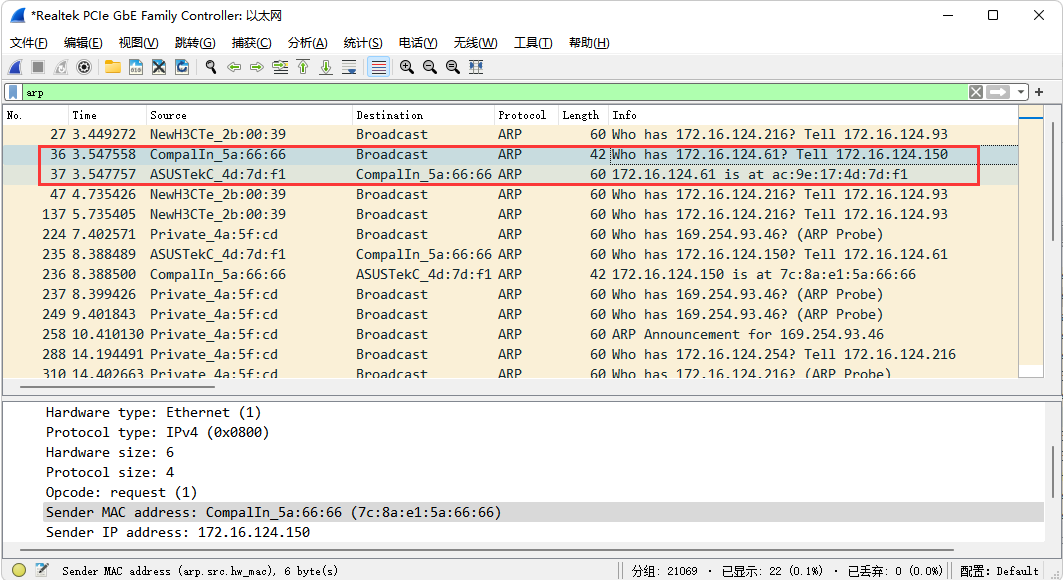 *Realtek PCIe GbE Family Controller: 以太网
文件(F) 编辑(E) 视图(V) 跳转(G) 捕获(C) 分析(A) 统计(S) 电话(Y) 无线(W) 工具(T) 帮助(H)
arp
No. Time Source Destination Protocol Length Info
27 3.449272 NewH3CTe_2b:00:39 Broadcast ARP 60 Who has 172.16.124.216? Tell 172.16.124.93
36 3.547558 CompalIn_5a:66:66 Broadcast ARP 42 Who has 172.16.124.61? Tell 172.16.124.150
37 3.547757 ASUSTekC_4d:7d:f1 CompalIn_5a:66:66 ARP 60 172.16.124.61 is at ac:9e:17:4d:7d:f1
47 4.735426 NewH3CTe_2b:00:39 Broadcast ARP 60 Who has 172.16.124.216? Tell 172.16.124.93
137 5.735405 NewH3CTe_2b:00:39 Broadcast ARP 60 Who has 172.16.124.216? Tell 172.16.124.93
224 7.402571 Private_4a:5f:cd Broadcast ARP 60 Who has 169.254.93.46? (ARP Probe)
235 8.388489 ASUSTekC_4d:7d:f1 CompalIn_5a:66:66 ARP 60 Who has 172.16.124.150? Tell 172.16.124.61
236 8.388500 CompalIn_5a:66:66 ASUSTekC_4d:7d:f1 ARP 42 172.16.124.150 is at 7c:8a:e1:5a:66:66
237 8.399426 Private_4a:5f:cd Broadcast ARP 60 Who has 169.254.93.46? (ARP Probe)
249 9.401843 Private_4a:5f:cd Broadcast ARP 60 Who has 169.254.93.46? (ARP Probe)
258 10.410130 Private_4a:5f:cd Broadcast ARP 60 ARP Announcement for 169.254.93.46
288 14.194491 Private_4a:5f:cd Broadcast ARP 60 Who has 172.16.124.254? Tell 172.16.124.216
310 14.402663 Private_4a:5f:cd Broadcast ARP 60 Who has 172.16.124.216? (ARP Probe)
Hardware type: Ethernet (1)
Protocol type: IPv4 (0x0800)
Hardware size: 6
Protocol size: 4
Opcode: request (1)
Sender MAC address: CompalIn_5a:66:66 (7c:8a:e1:5a:66:66)
Sender IP address: 172.16.124.150
Sender MAC address (arp.src.hw_mac), 6 byte(s) 分组: 21069 · 已显示: 22 (0.1%) · 已丢弃: 0 (0.0%) 配置: Default